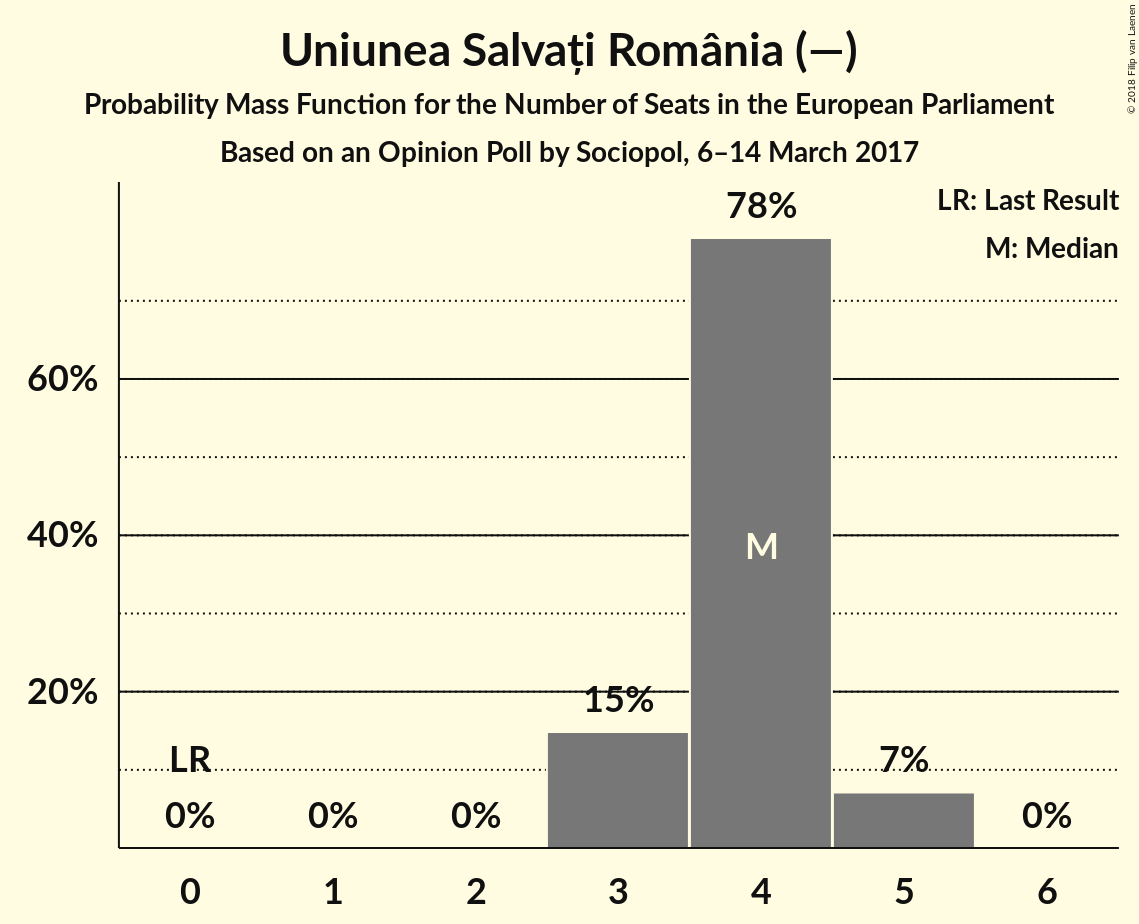 Uniunea Salvați România (—)
Probability Mass Function for the Number of Seats in the European Parliament
Based on an Opinion Poll by Sociopol, 6–14 March 2017
© 2018 Filip van Laenen
LR: Last Result
M: Median
78%
60%
40%
M
20%
15%
LR
7%
0%
0%
0%
0%
0 1 2 3 4 5 6